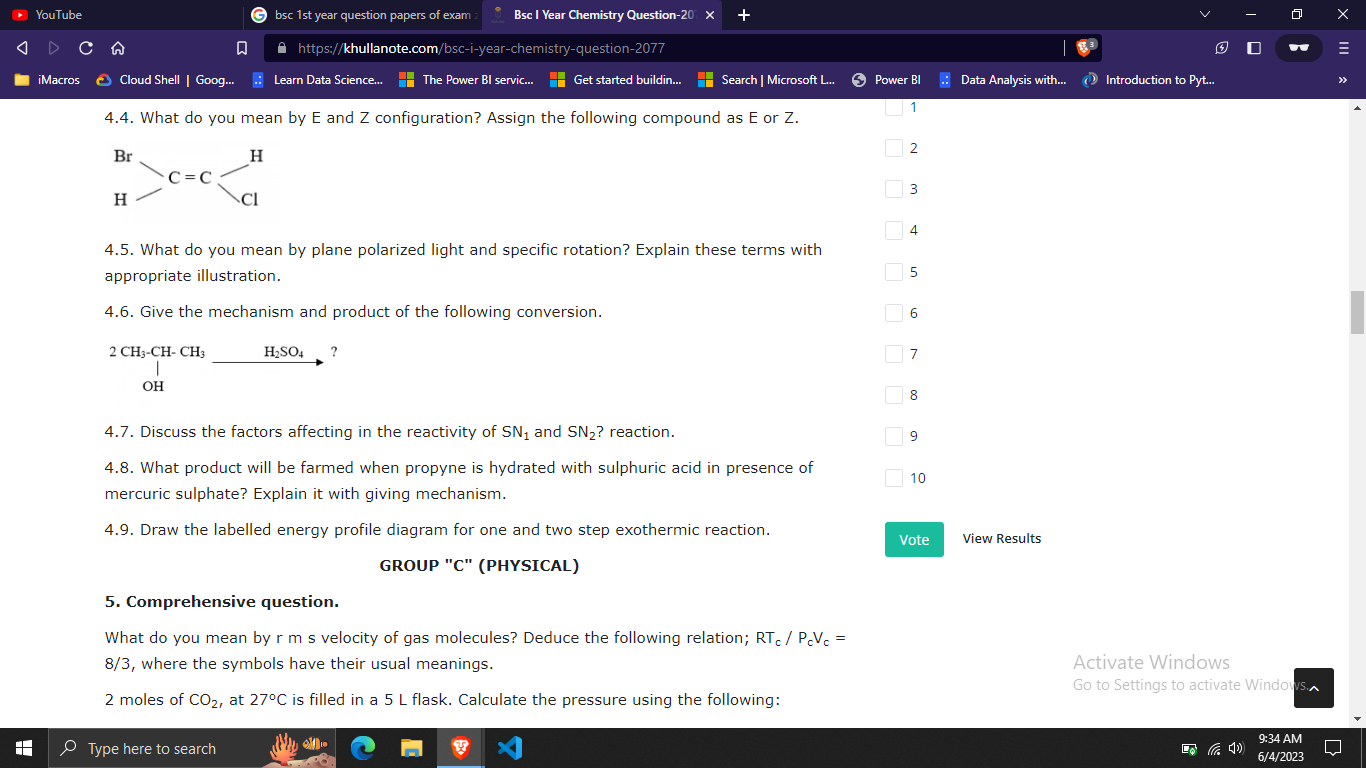 YouTube
bsc 1st year question papers of exam
Bsc I Year Chemistry Question-20
https://khullanote.com/bsc-i-year-chemistry-question-2077
3
iMacros
Cloud Shell | Goog...
Learn Data Science...
The Power BI servic...
Get started buildin...
Search | Microsoft L...
Power BI
Data Analysis with...
Introduction to Pyt...
»
4.4. What do you mean by E and Z configuration? Assign the following compound as E or Z.
Br H
C = C
H Cl
4.5. What do you mean by plane polarized light and specific rotation? Explain these terms with
appropriate illustration.
4.6. Give the mechanism and product of the following conversion.
2 CH₃-CH- CH₃ H₂SO₄ ?
OH
4.7. Discuss the factors affecting in the reactivity of SN₁ and SN₂? reaction.
4.8. What product will be farmed when propyne is hydrated with sulphuric acid in presence of
mercuric sulphate? Explain it with giving mechanism.
4.9. Draw the labelled energy profile diagram for one and two step exothermic reaction.
GROUP "C" (PHYSICAL)
5. Comprehensive question.
What do you mean by r m s velocity of gas molecules? Deduce the following relation; RTc / PcVc =
8/3, where the symbols have their usual meanings.
2 moles of CO₂, at 27°C is filled in a 5 L flask. Calculate the pressure using the following:
1
2
3
4
5
6
7
8
9
10
Vote
View Results
Activate Windows
Go to Settings to activate Windows.
Type here to search
9:34 AM
6/4/2023